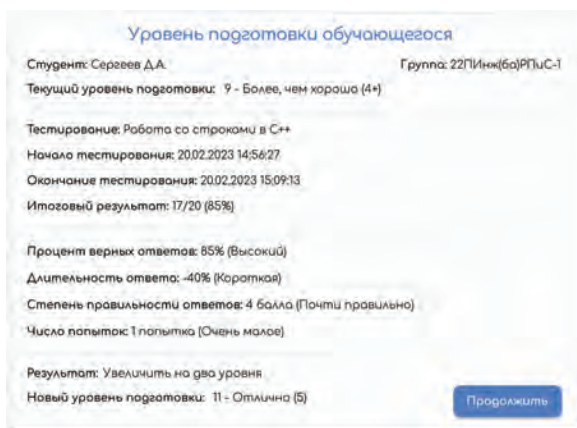 Уровень подготовки обучающегося
Студент: Сергеев Д.А. Группа: 22ПИнж(ба)РПиС-1
Текущий уровень подготовки: 9 - Более, чем хорошо (4+)
Тестирование: Работа со строками в C++
Начало тестирования: 20.02.2023 14:56:27
Окончание тестирования: 20.02.2023 15:09:13
Итоговый результат: 17/20 (85%)
Процент верных ответов: 85% (Высокий)
Длительность ответа: -40% (Короткая)
Степень правильности ответов: 4 балла (Почти правильно)
Число попыток: 1 попытка (Очень малое)
Результат: Увеличить на два уровня
Новый уровень подготовки: 11 - Отлично (5)
Продолжить